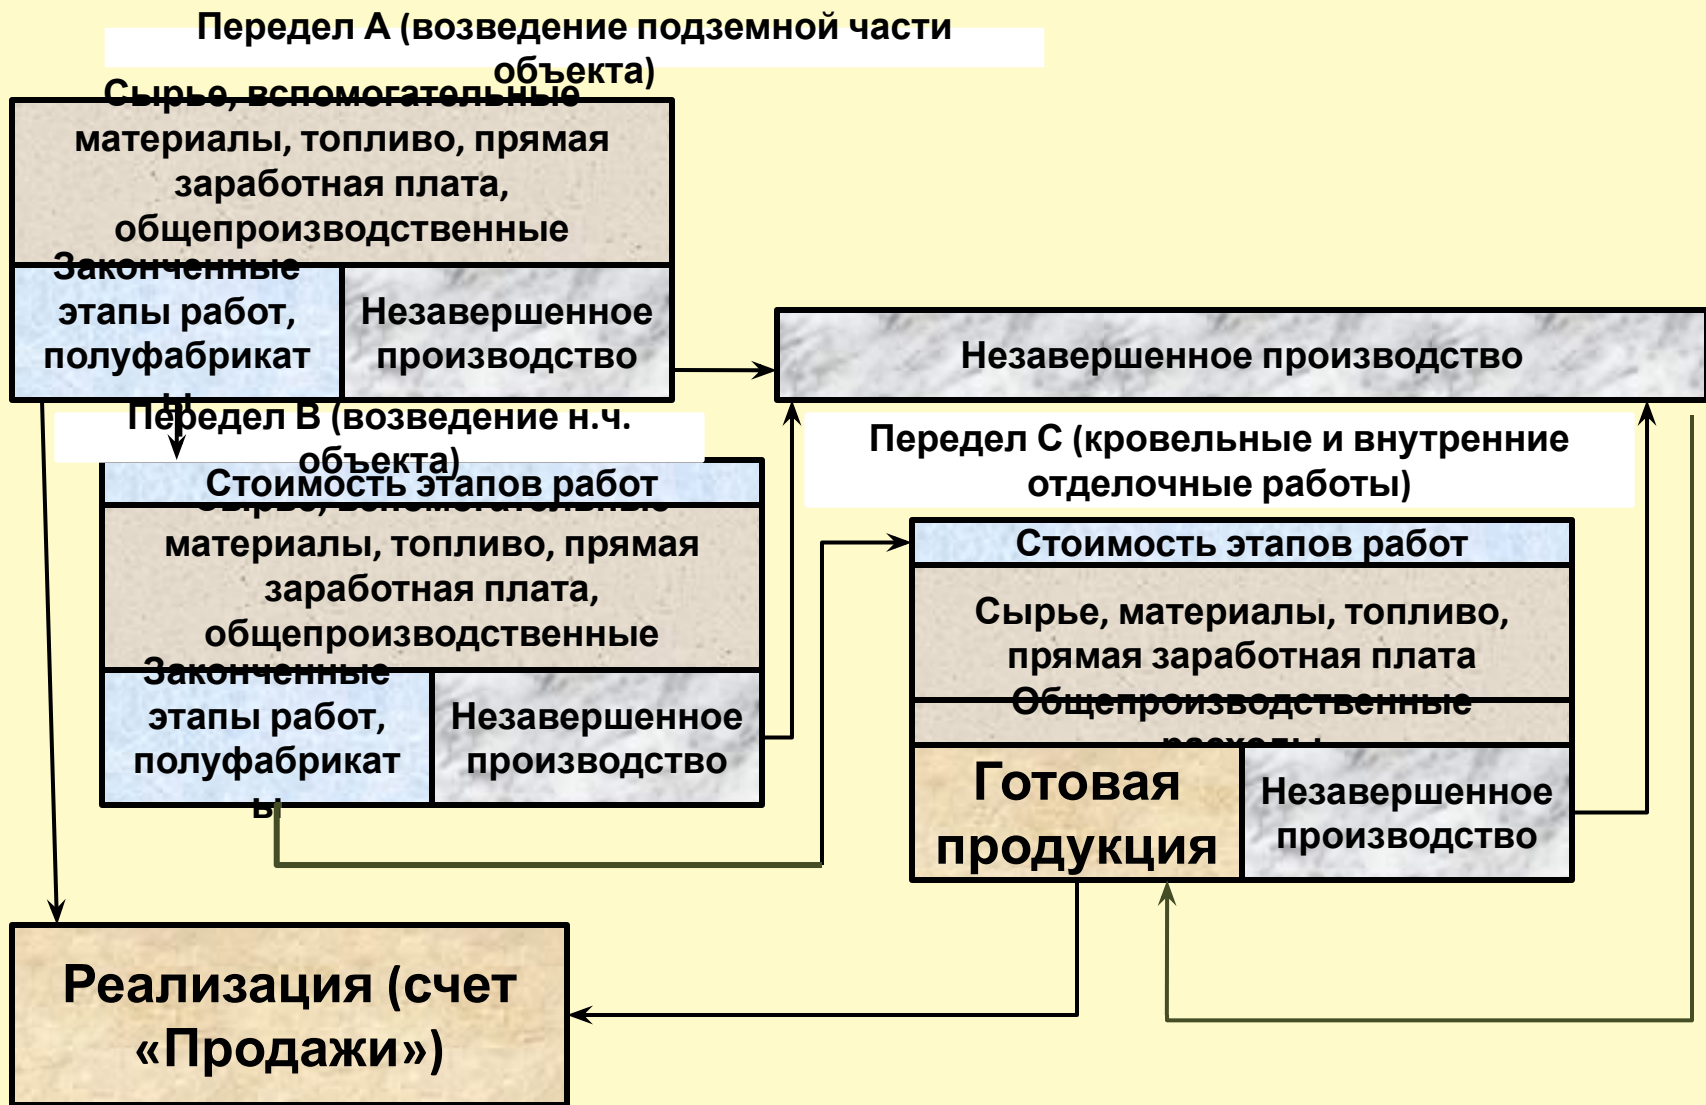 Передел А (возведение подземной части
объекта)
Сырье, вспомогательные
материалы, топливо, прямая
заработная плата,
общепроизводственные
Законченные
этапы работ,
полуфабрикат
ы
Незавершенное
производство
Незавершенное производство
Передел В (возведение н.ч.
объекта)
Стоимость этапов работ
Сырье, вспомогательные
материалы, топливо, прямая
заработная плата,
общепроизводственные
Законченные
этапы работ,
полуфабрикат
ы
Незавершенное
производство
Передел С (кровельные и внутренние
отделочные работы)
Стоимость этапов работ
Сырье, материалы, топливо,
прямая заработная плата
Общепроизводственные
расходы
Готовая
продукция
Незавершенное
производство
Реализация (счет
«Продажи»)